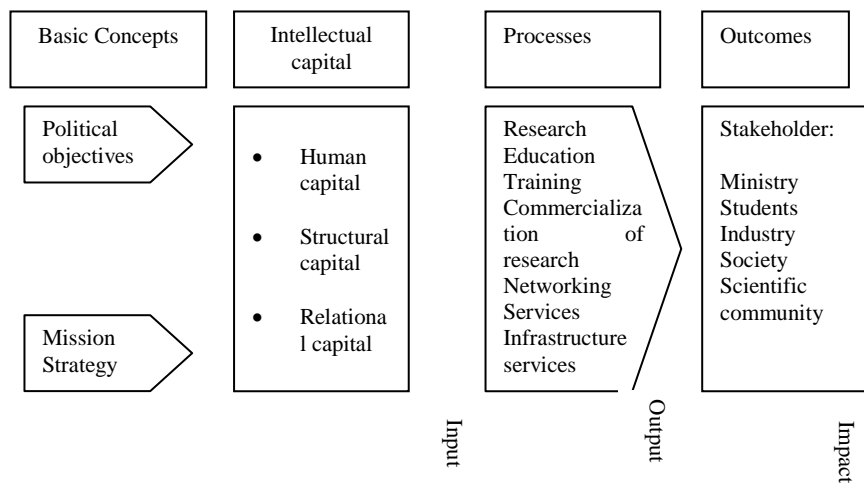 Basic Concepts
Intellectual
capital
Processes
Outcomes
Political
objectives
Mission
Strategy
• Human
capital
• Structural
capital
• Relationa
l capital
Research
Education
Training
Commercializa
tion of
research
Networking
Services
Infrastructure
services
Stakeholder:
Ministry
Students
Industry
Society
Scientific
community
Input
Output
Impact